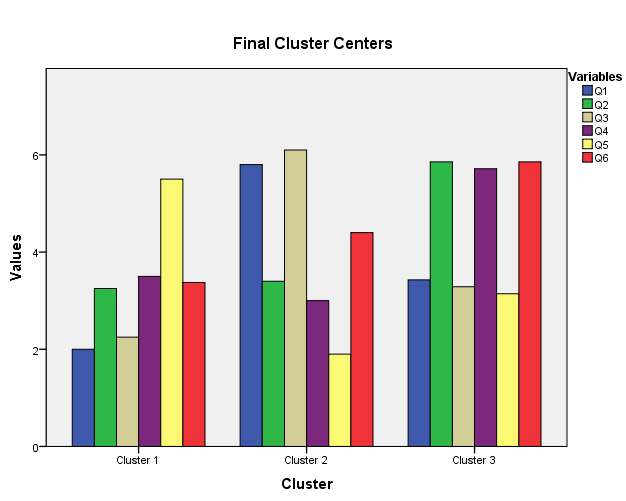 Final Cluster Centers
Variables
Q1
Q2
Q3
Q4
Q5
Q6
Values
6
4
2
0
Cluster 1
Cluster 2
Cluster 3
Cluster